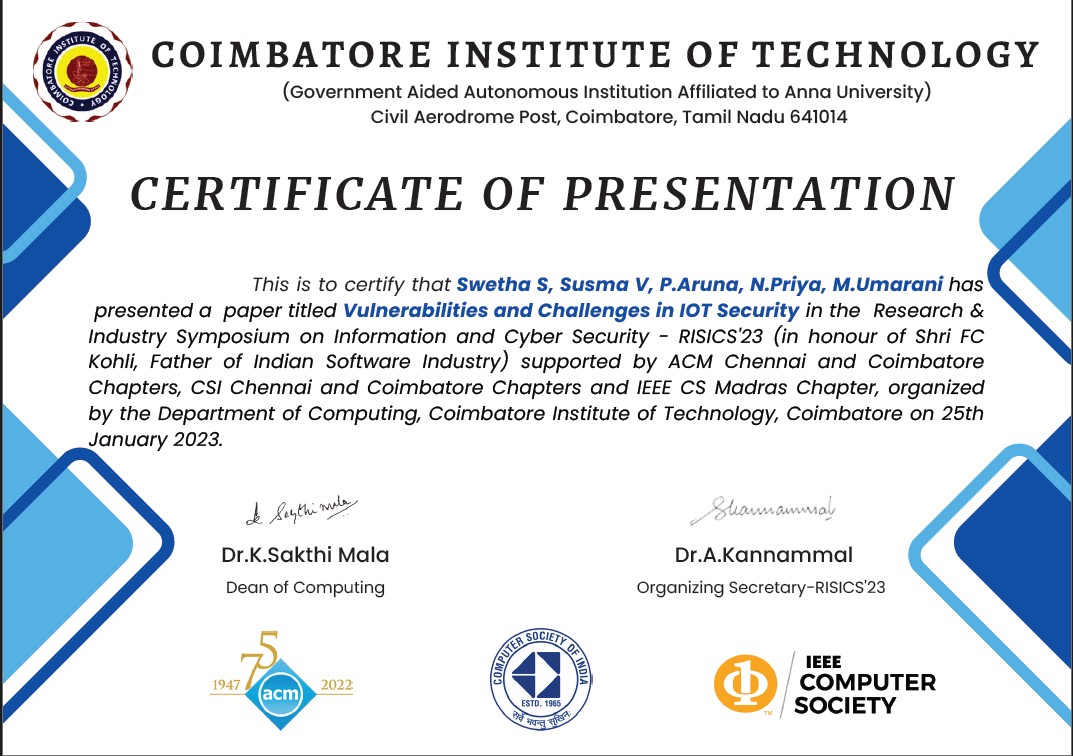 COIMBATORE INSTITUTE OF TECHNOLOGY
COIMBATORE INSTITUTE OF TECHNOLOGY
(Government Aided Autonomous Institution Affiliated to Anna University)
Civil Aerodrome Post, Coimbatore, Tamil Nadu 641014
CERTIFICATE OF PRESENTATION
This is to certify that Swetha S, Susma V, P.Aruna, N.Priya, M.Umarani has
presented a paper titled Vulnerabilities and Challenges in IOT Security in the Research &
Industry Symposium on Information and Cyber Security - RISICS'23 (in honour of Shri FC
Kohli, Father of Indian Software Industry) supported by ACM Chennai and Coimbatore
Chapters, CSI Chennai and Coimbatore Chapters and IEEE CS Madras Chapter, organized
by the Department of Computing, Coimbatore Institute of Technology, Coimbatore on 25th
January 2023.
Dr.K.Sakthi Mala
Dr.A.Kannammal
Dean of Computing
Organizing Secretary-RISICS'23
75
1947 acm 2022
COMPUTER SOCIETY OF INDIA
ESTD. 1965
सर्वे भवन्तु सुखिनः
IEEE
COMPUTER
SOCIETY
TM